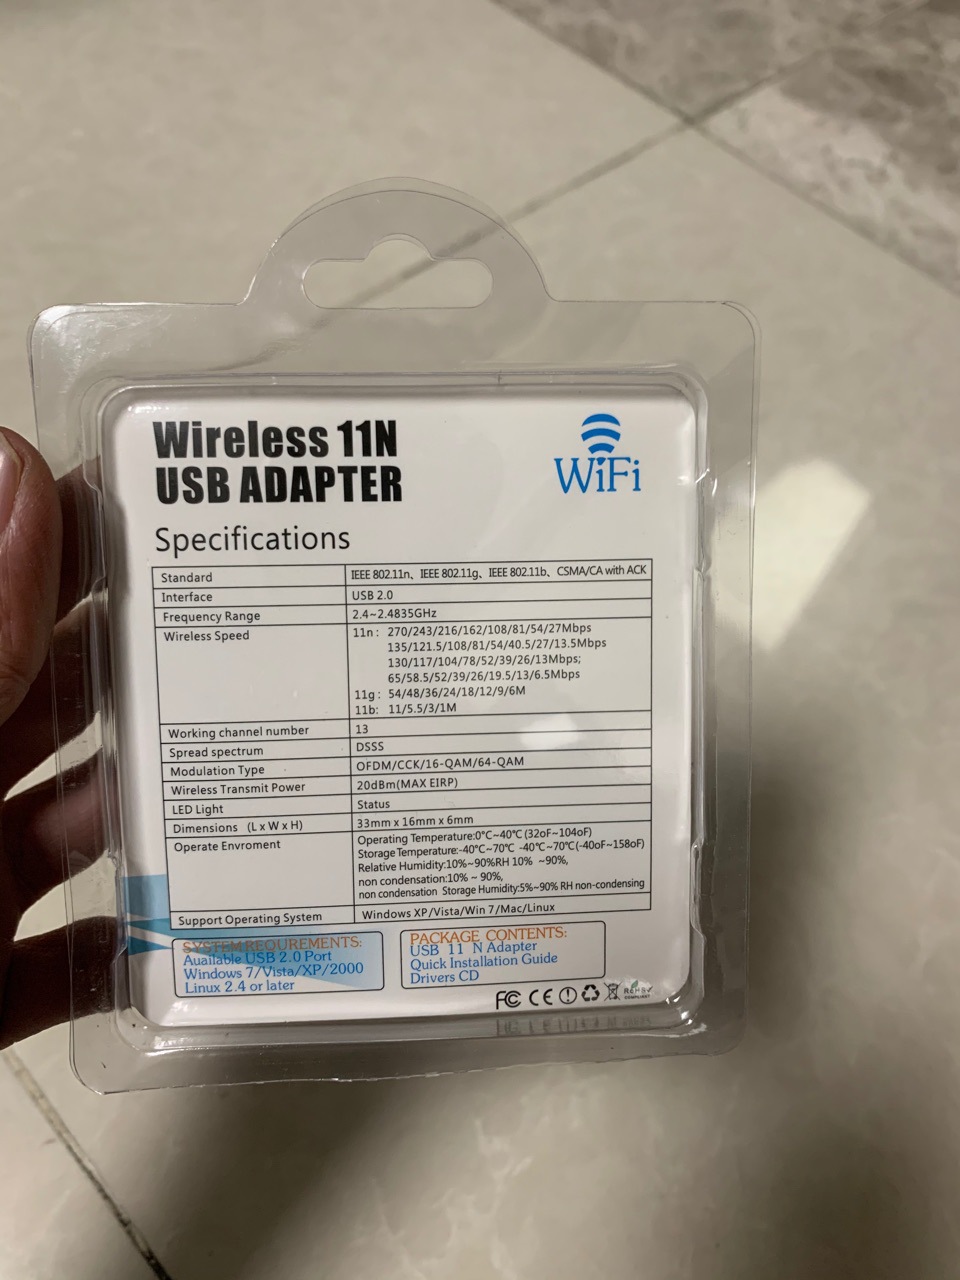 Wireless 11N
USB ADAPTER
WiFi
Specifications
Standard IEEE 802.11n、IEEE 802.11g、IEEE 802.11b、CSMA/CA with ACK
Interface USB 2.0
Frequency Range 2.4~2.4835GHz
Wireless Speed 11n: 270/243/216/162/108/81/54/27Mbps
135/121.5/108/81/54/40.5/27/13.5Mbps
130/117/104/78/52/39/26/13Mbps;
65/58.5/52/39/26/19.5/13/6.5Mbps
11g: 54/48/36/24/18/12/9/6M
11b: 11/5.5/3/1M
Working channel number 13
Spread spectrum DSSS
Modulation Type OFDM/CCK/16-QAM/64-QAM
Wireless Transmit Power 20dBm(MAX EIRP)
LED Light Status
Dimensions (L x W x H) 33mm x 16mm x 6mm
Operate Enviroment Operating Temperature:0℃~40℃ (32oF~104oF)
Storage Temperature:-40℃~70℃ -40℃~70℃(-40oF~158oF)
Relative Humidity:10%~90%RH 10% ~90%,
non condensation:10% ~ 90%,
non condensation Storage Humidity:5%~90% RH non-condensing
Support Operating System Windows XP/Vista/Win 7/Mac/Linux
SYSTEM REQUREMENTS:
Auailable USB 2.0 Port
Windows 7/Vista/XP/2000
Linux 2.4 or later
PACKAGE CONTENTS:
USB 11 N Adapter
Quick Installation Guide
Drivers CD
FC CE RoHS
COMPLIANT